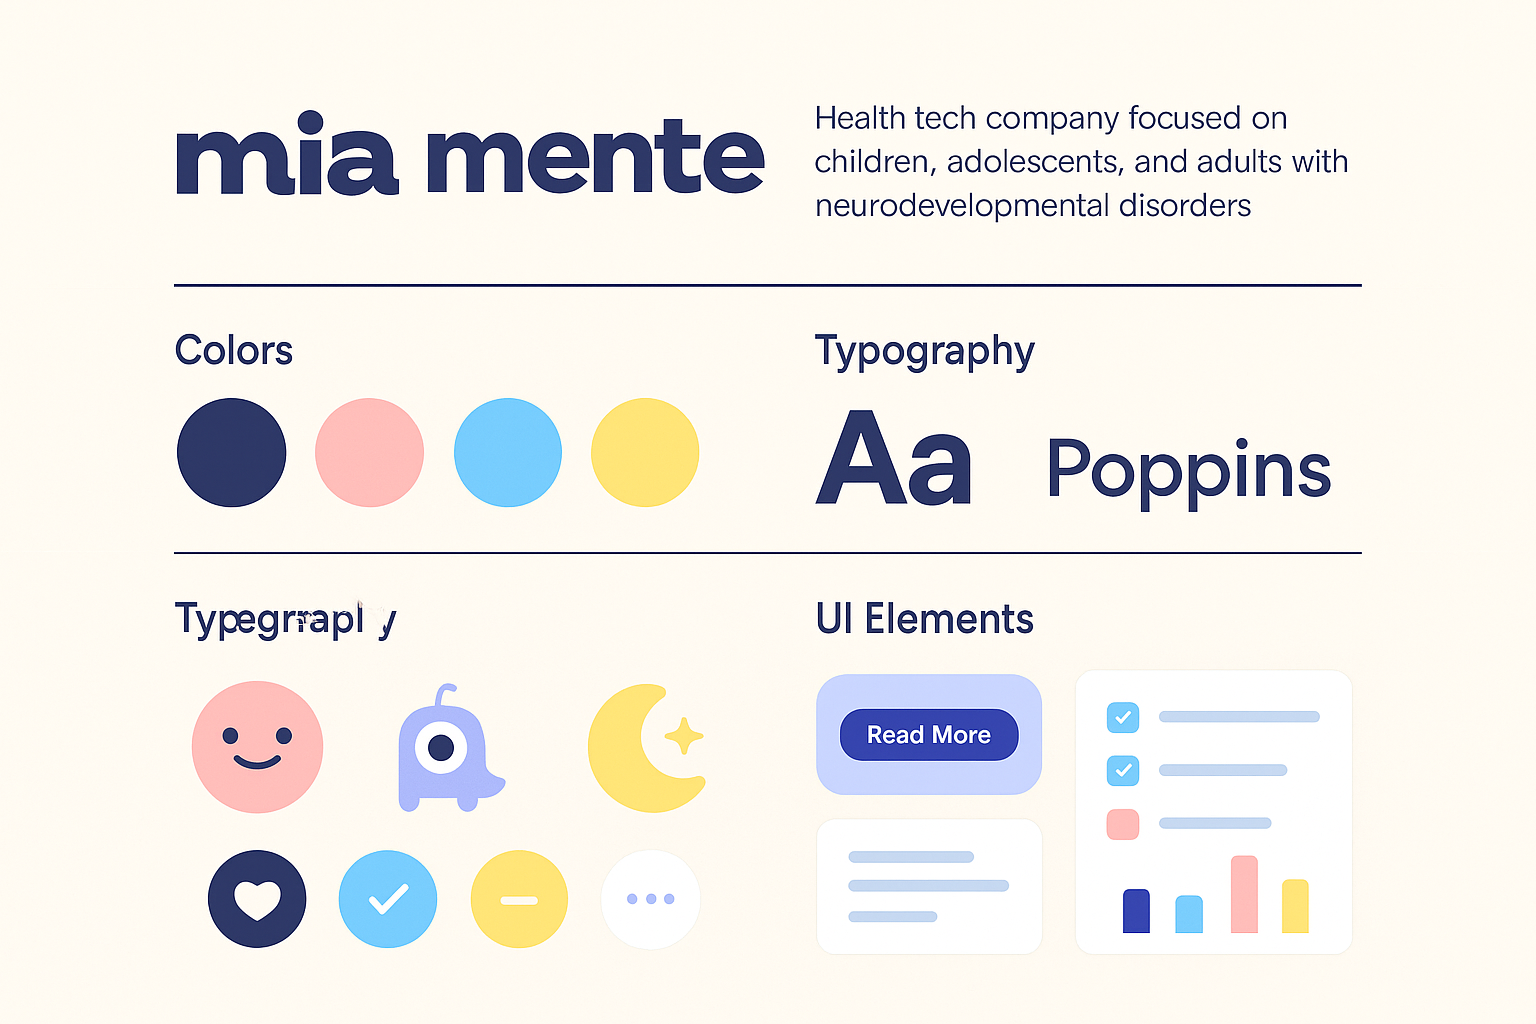 mia mente
Health tech company focused on
children, adolescents, and adults with
neurodevelopmental disorders
Colors
Typography
Aa
Poppins
UI Elements
Read More